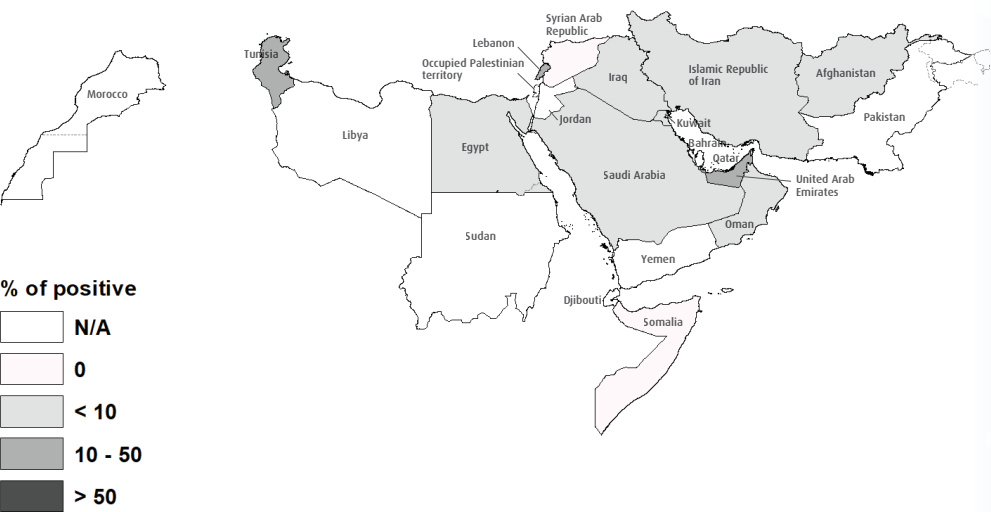 Syrian Arab
Republic
Tunisia
Lebanon
Occupied Palestinian
territory
Iraq
Islamic Republic
of Iran
Afghanistan
Morocco
Jordan
Kuwait
Pakistan
Libya
Egypt
Bahrain
Qatar
Saudi Arabia
United Arab
Emirates
Oman
Sudan
Yemen
Djibouti
Somalia
% of positive
N/A
0
< 10
10 - 50
> 50